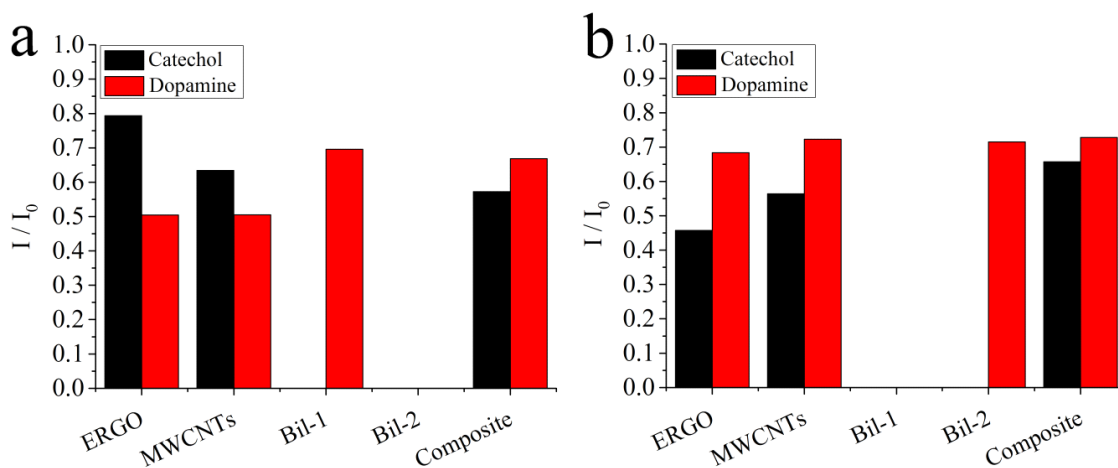 a
1.0
0.9
0.8
0.7
0.6
0.5
0.4
0.3
0.2
0.1
0.0
I / I₀
Catechol
Dopamine
ERGO
MWCNTs
Bil-1
Bil-2
Composite
b
1.0
0.9
0.8
0.7
0.6
0.5
0.4
0.3
0.2
0.1
0.0
I / I₀
Catechol
Dopamine
ERGO
MWCNTs
Bil-1
Bil-2
Composite